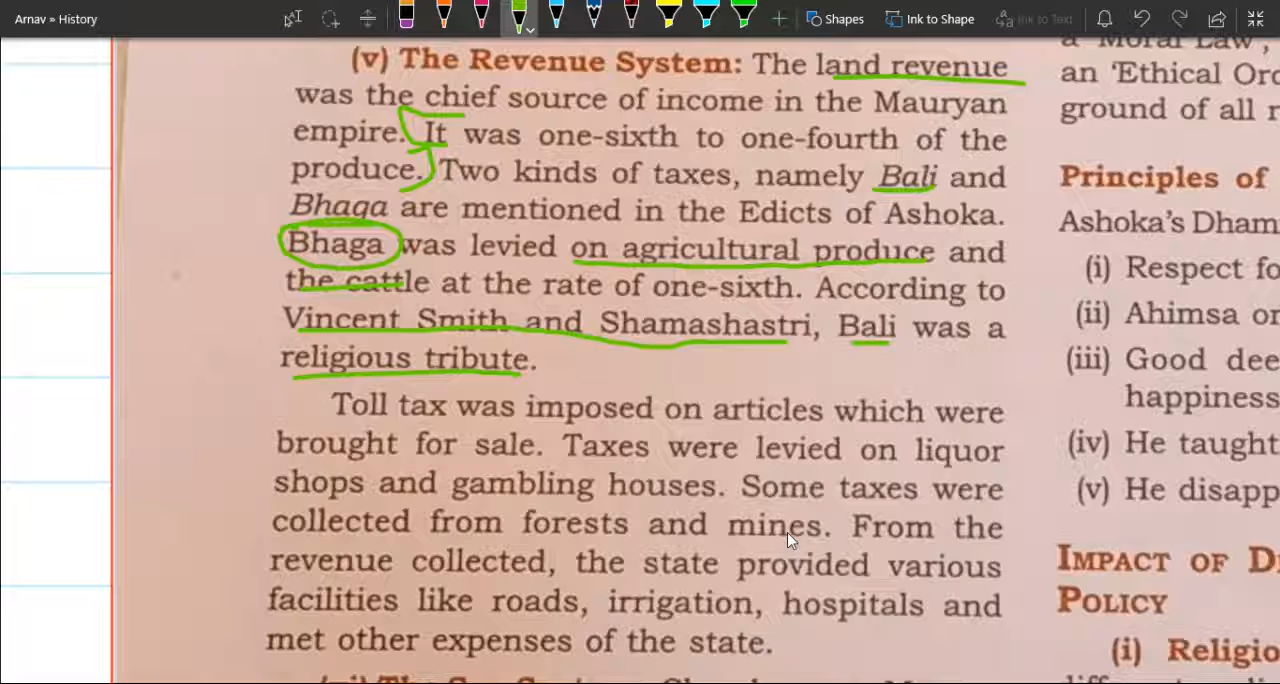 Arnav » History
Shapes
Ink to Shape
Ink to Text
(v) The Revenue System: The land revenue
was the chief source of income in the Mauryan
empire. It was one-sixth to one-fourth of the
produce. Two kinds of taxes, namely Bali and
Bhaga are mentioned in the Edicts of Ashoka.
Bhaga was levied on agricultural produce and
the cattle at the rate of one-sixth. According to
Vincent Smith and Shamashastri, Bali was a
religious tribute.
Toll tax was imposed on articles which were
brought for sale. Taxes were levied on liquor
shops and gambling houses. Some taxes were
collected from forests and mines. From the
revenue collected, the state provided various
facilities like roads, irrigation, hospitals and
met other expenses of the state.
a 'Moral Law',
an 'Ethical Ord
ground of all r
Principles of
Ashoka's Dham
(i) Respect fo
(ii) Ahimsa or
(iii) Good dee
happiness
(iv) He taught
(v) He disapp
IMPACT OF D
POLICY
(i) Religio